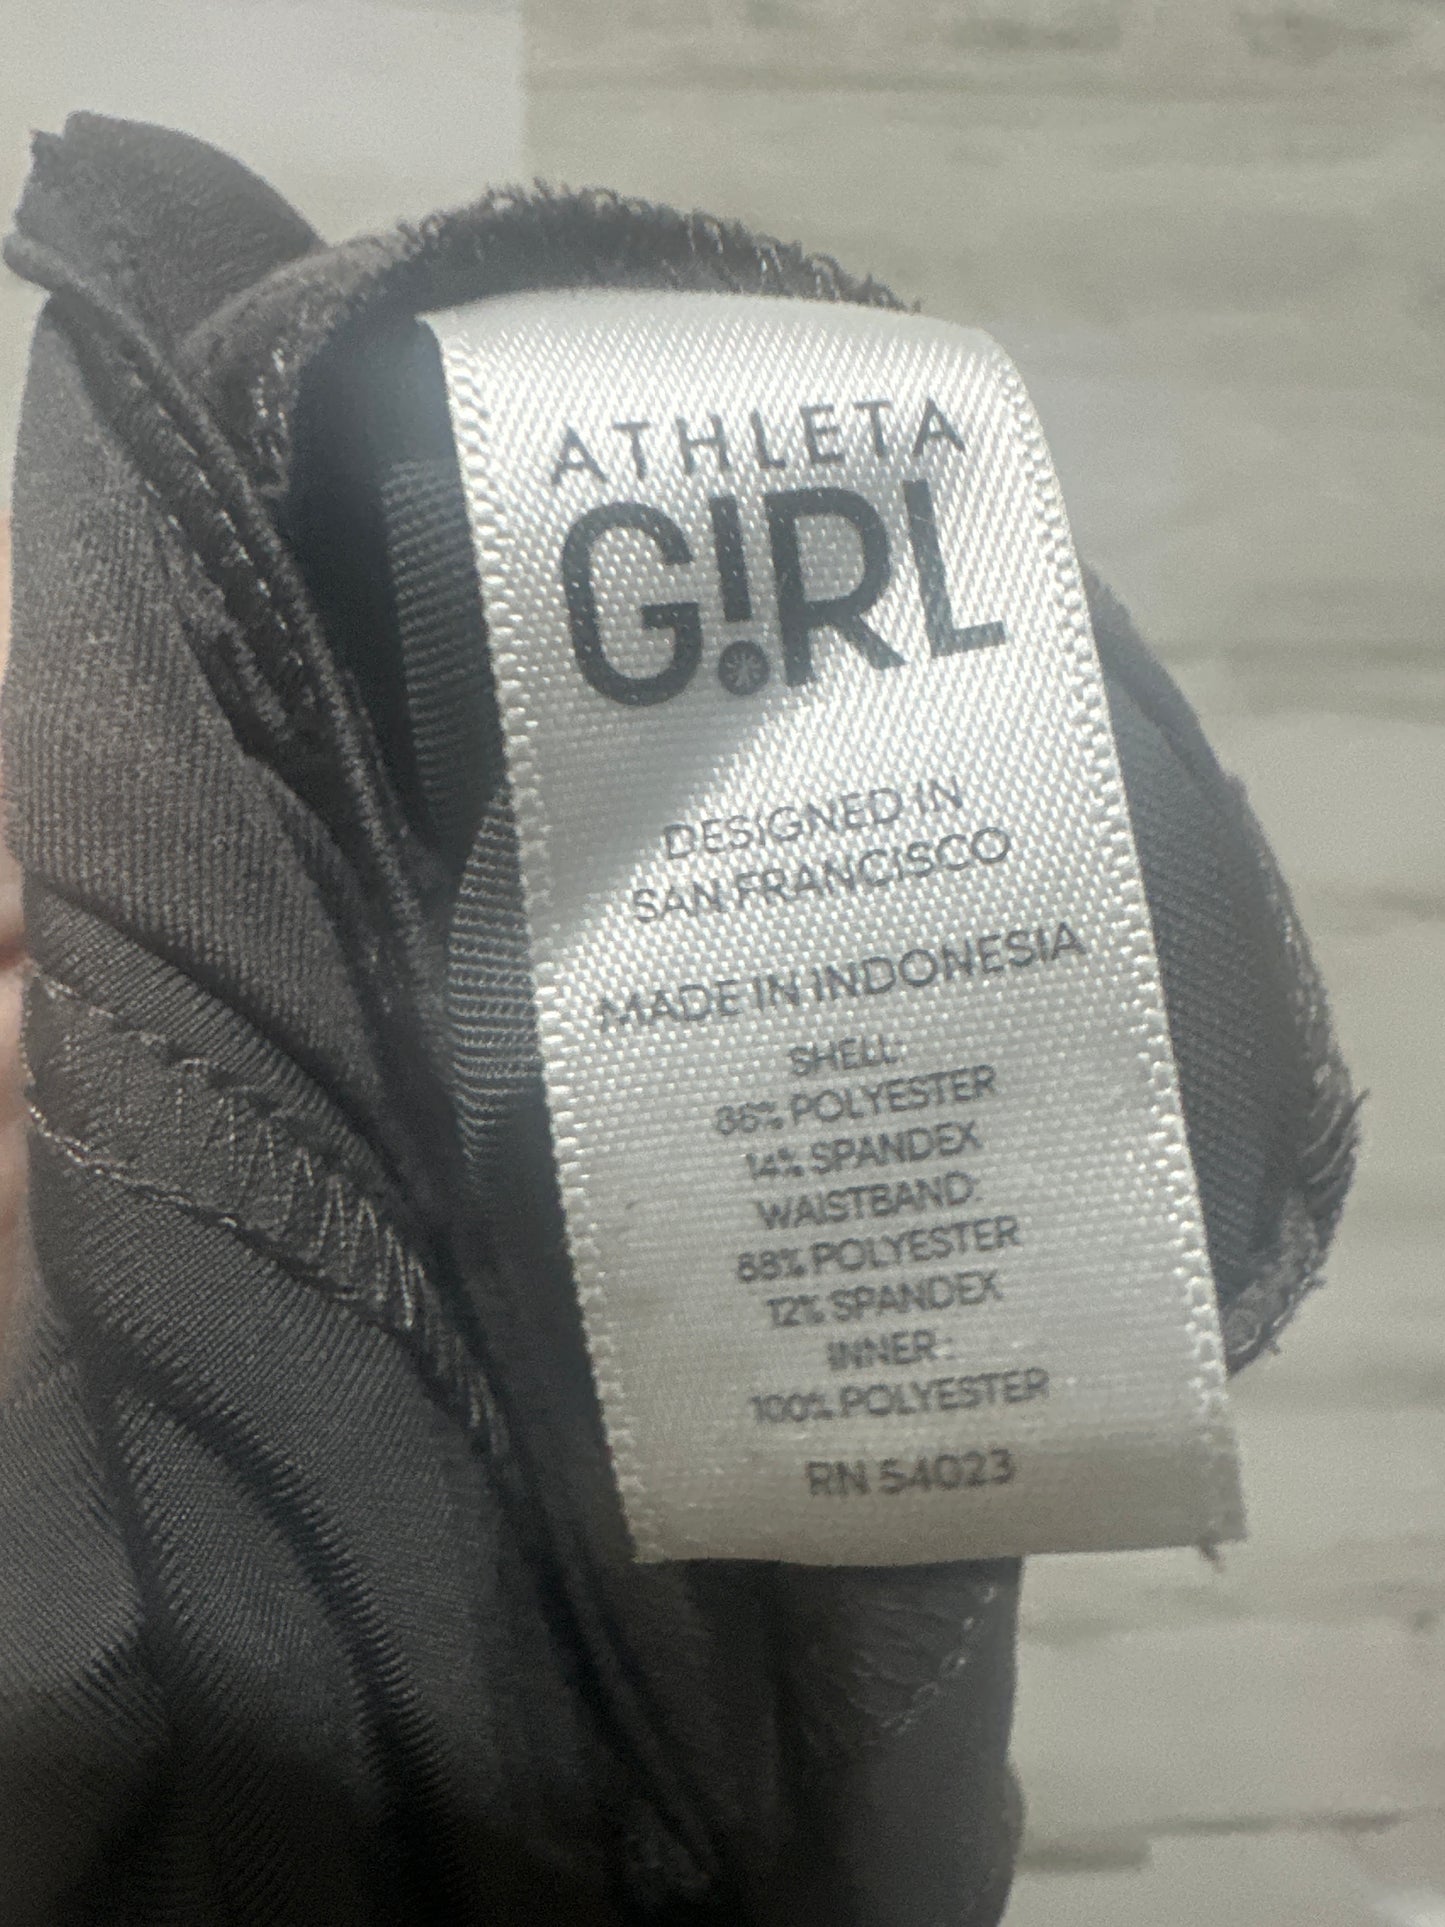 ATHLETA
G!RL
DESIGNED IN
SAN FRANCISCO
MADE IN INDONESIA
SHELL:
86% POLYESTER
14% SPANDEX
WAISTBAND:
88% POLYESTER
12% SPANDEX
INNER:
100% POLYESTER
RN 54023